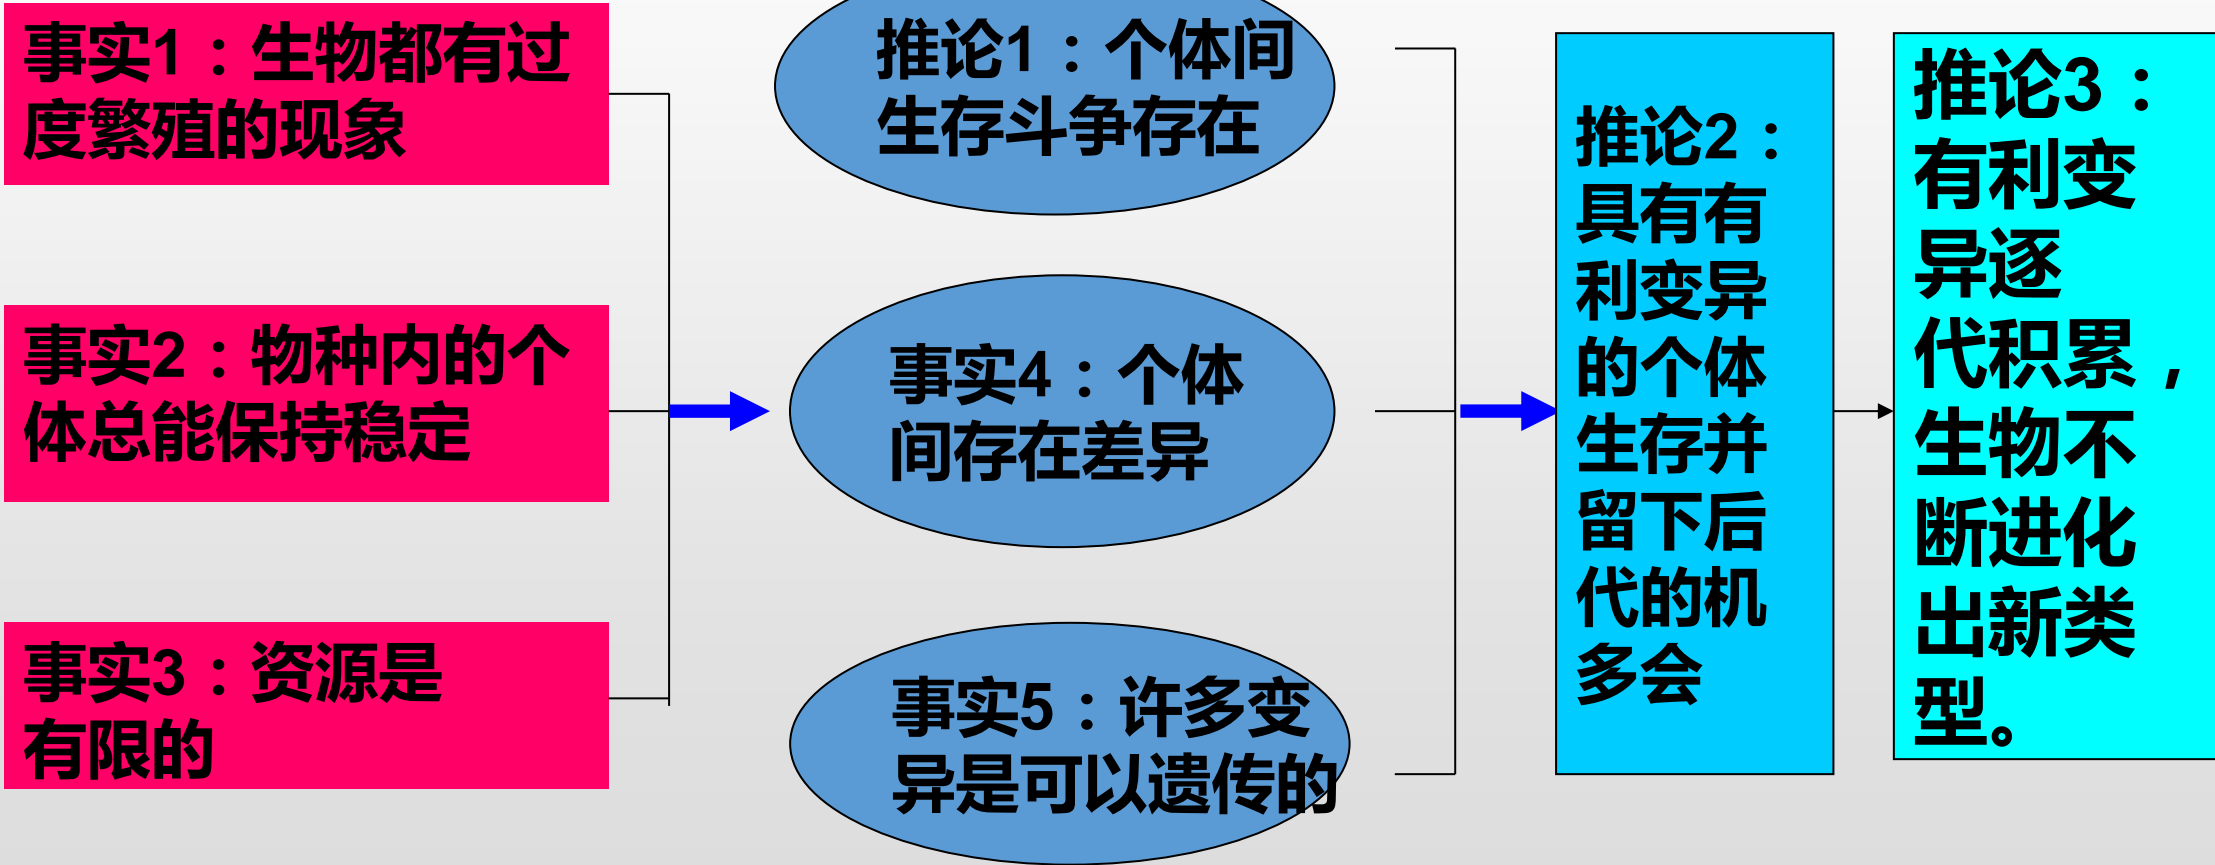 事实1：生物都有过
度繁殖的现象
事实2：物种内的个
体总能保持稳定
事实3：资源是
有限的
推论1：个体间
生存斗争存在
事实4：个体
间存在差异
事实5：许多变
异是可以遗传的
推论2：
具有有
利变异
的个体
生存并
留下后
代的机
多会
推论3：
有利变
异逐
代积累，
生物不
断进化
出新类
型。